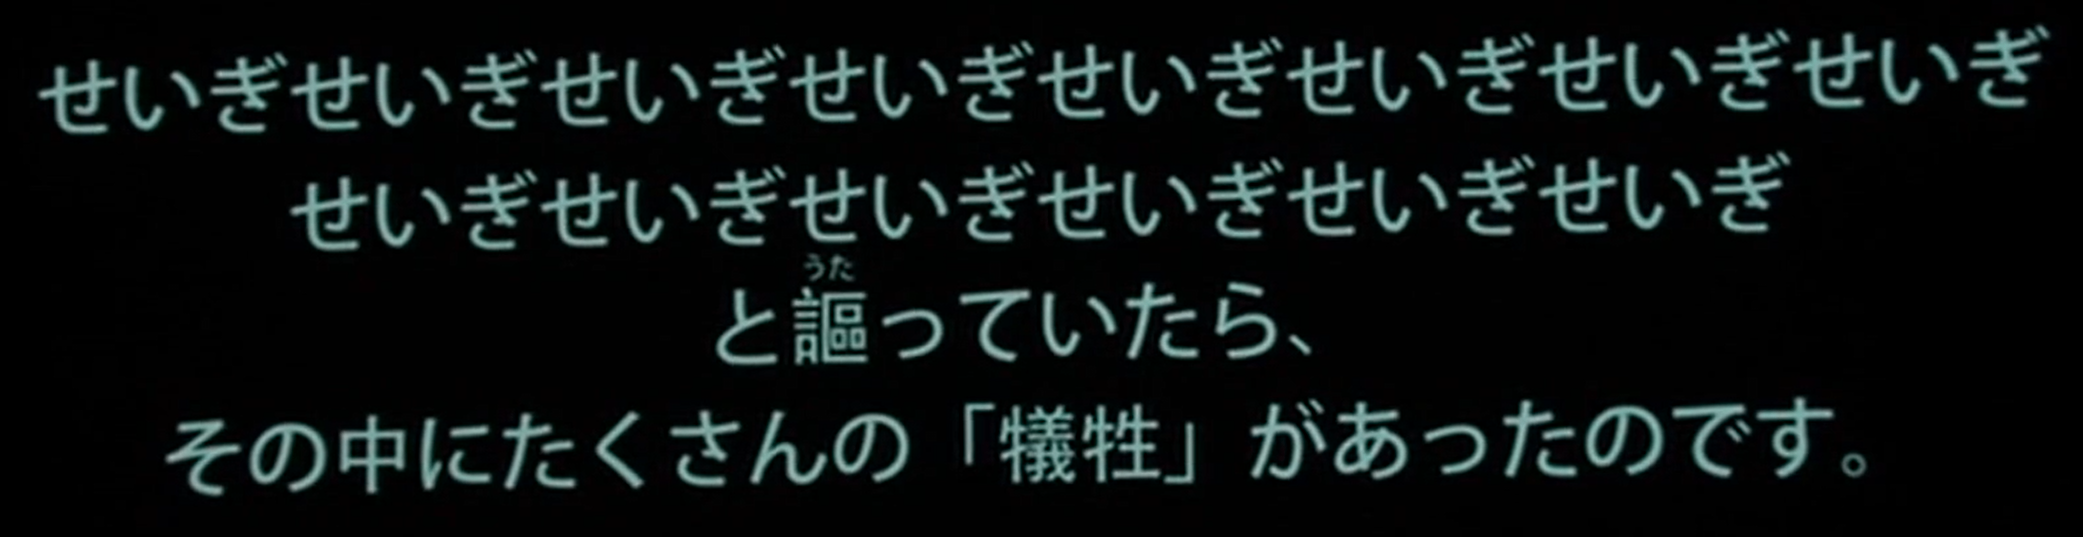 せいぎせいぎせいぎせいぎせいぎせいぎせいぎせいぎ
せいぎせいぎせいぎせいぎせいぎせいぎ
と謳っていたら、
その中にたくさんの「犠牲」があったのです。